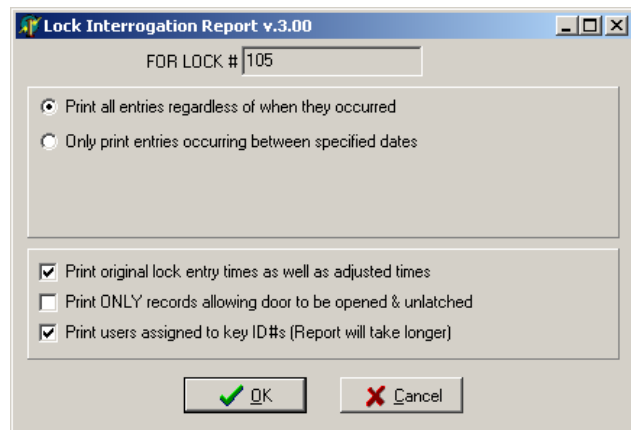 Lock Interrogation Report v.3.00
FOR LOCK # 105
Print all entries regardless of when they occurred
Only print entries occurring between specified dates
Print original lock entry times as well as adjusted times
Print ONLY records allowing door to be opened & unlatched
Print users assigned to key ID#s (Report will take longer)
OK Cancel